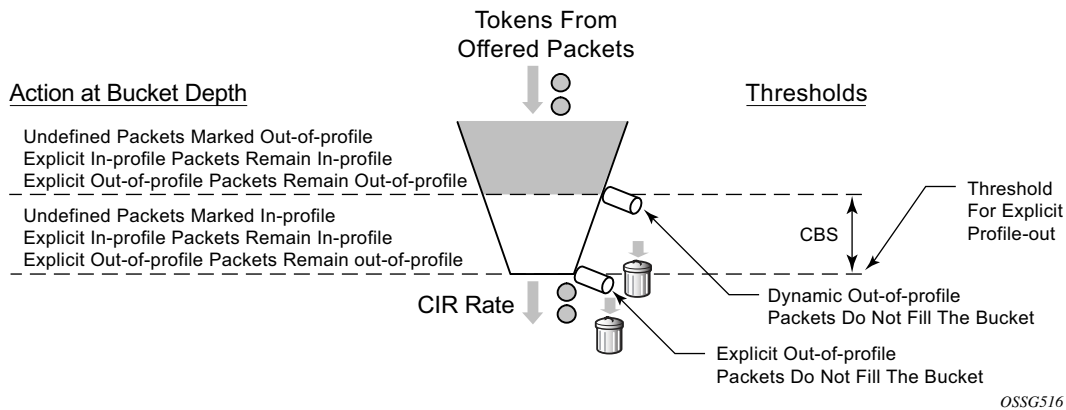 Tokens From
Offered Packets
Action at Bucket Depth
Thresholds
Undefined Packets Marked Out-of-profile
Explicit In-profile Packets Remain In-profile
Explicit Out-of-profile Packets Remain Out-of-profile
Undefined Packets Marked In-profile
Explicit In-profile Packets Remain In-profile
Explicit Out-of-profile Packets Remain out-of-profile
CBS
Threshold
For Explicit
Profile-out
CIR Rate
Dynamic Out-of-profile
Packets Do Not Fill The Bucket
Explicit Out-of-profile
Packets Do Not Fill The Bucket
OSSG516